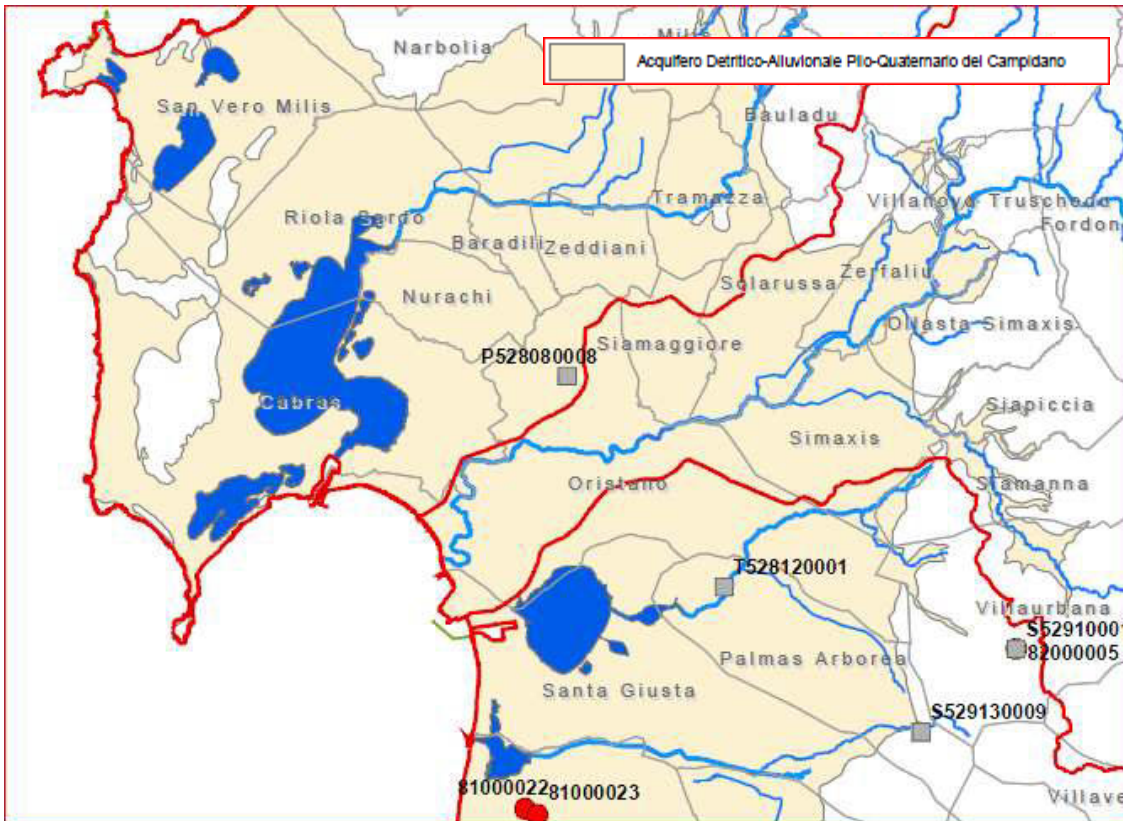 Narbolia
Milis
Acquifero Detritico-Alluvionale Plio-Quaternario del Campidano
San Vero Milis
Bauladu
Tramazza
Villanova Truschedu
Fordon
Riola Sardo
Baradili
Zeddiani
Zerfaliu
Solarussa
Nurachi
Ollasta Simaxis
Siamaggiore
P528080008
Cabras
Siapiccia
Simaxis
Oristano
Siamanna
T528120001
Villaurbana
S52910001
82000005
Palmas Arborea
Santa Giusta
S529130009
81000022
81000023
Villave